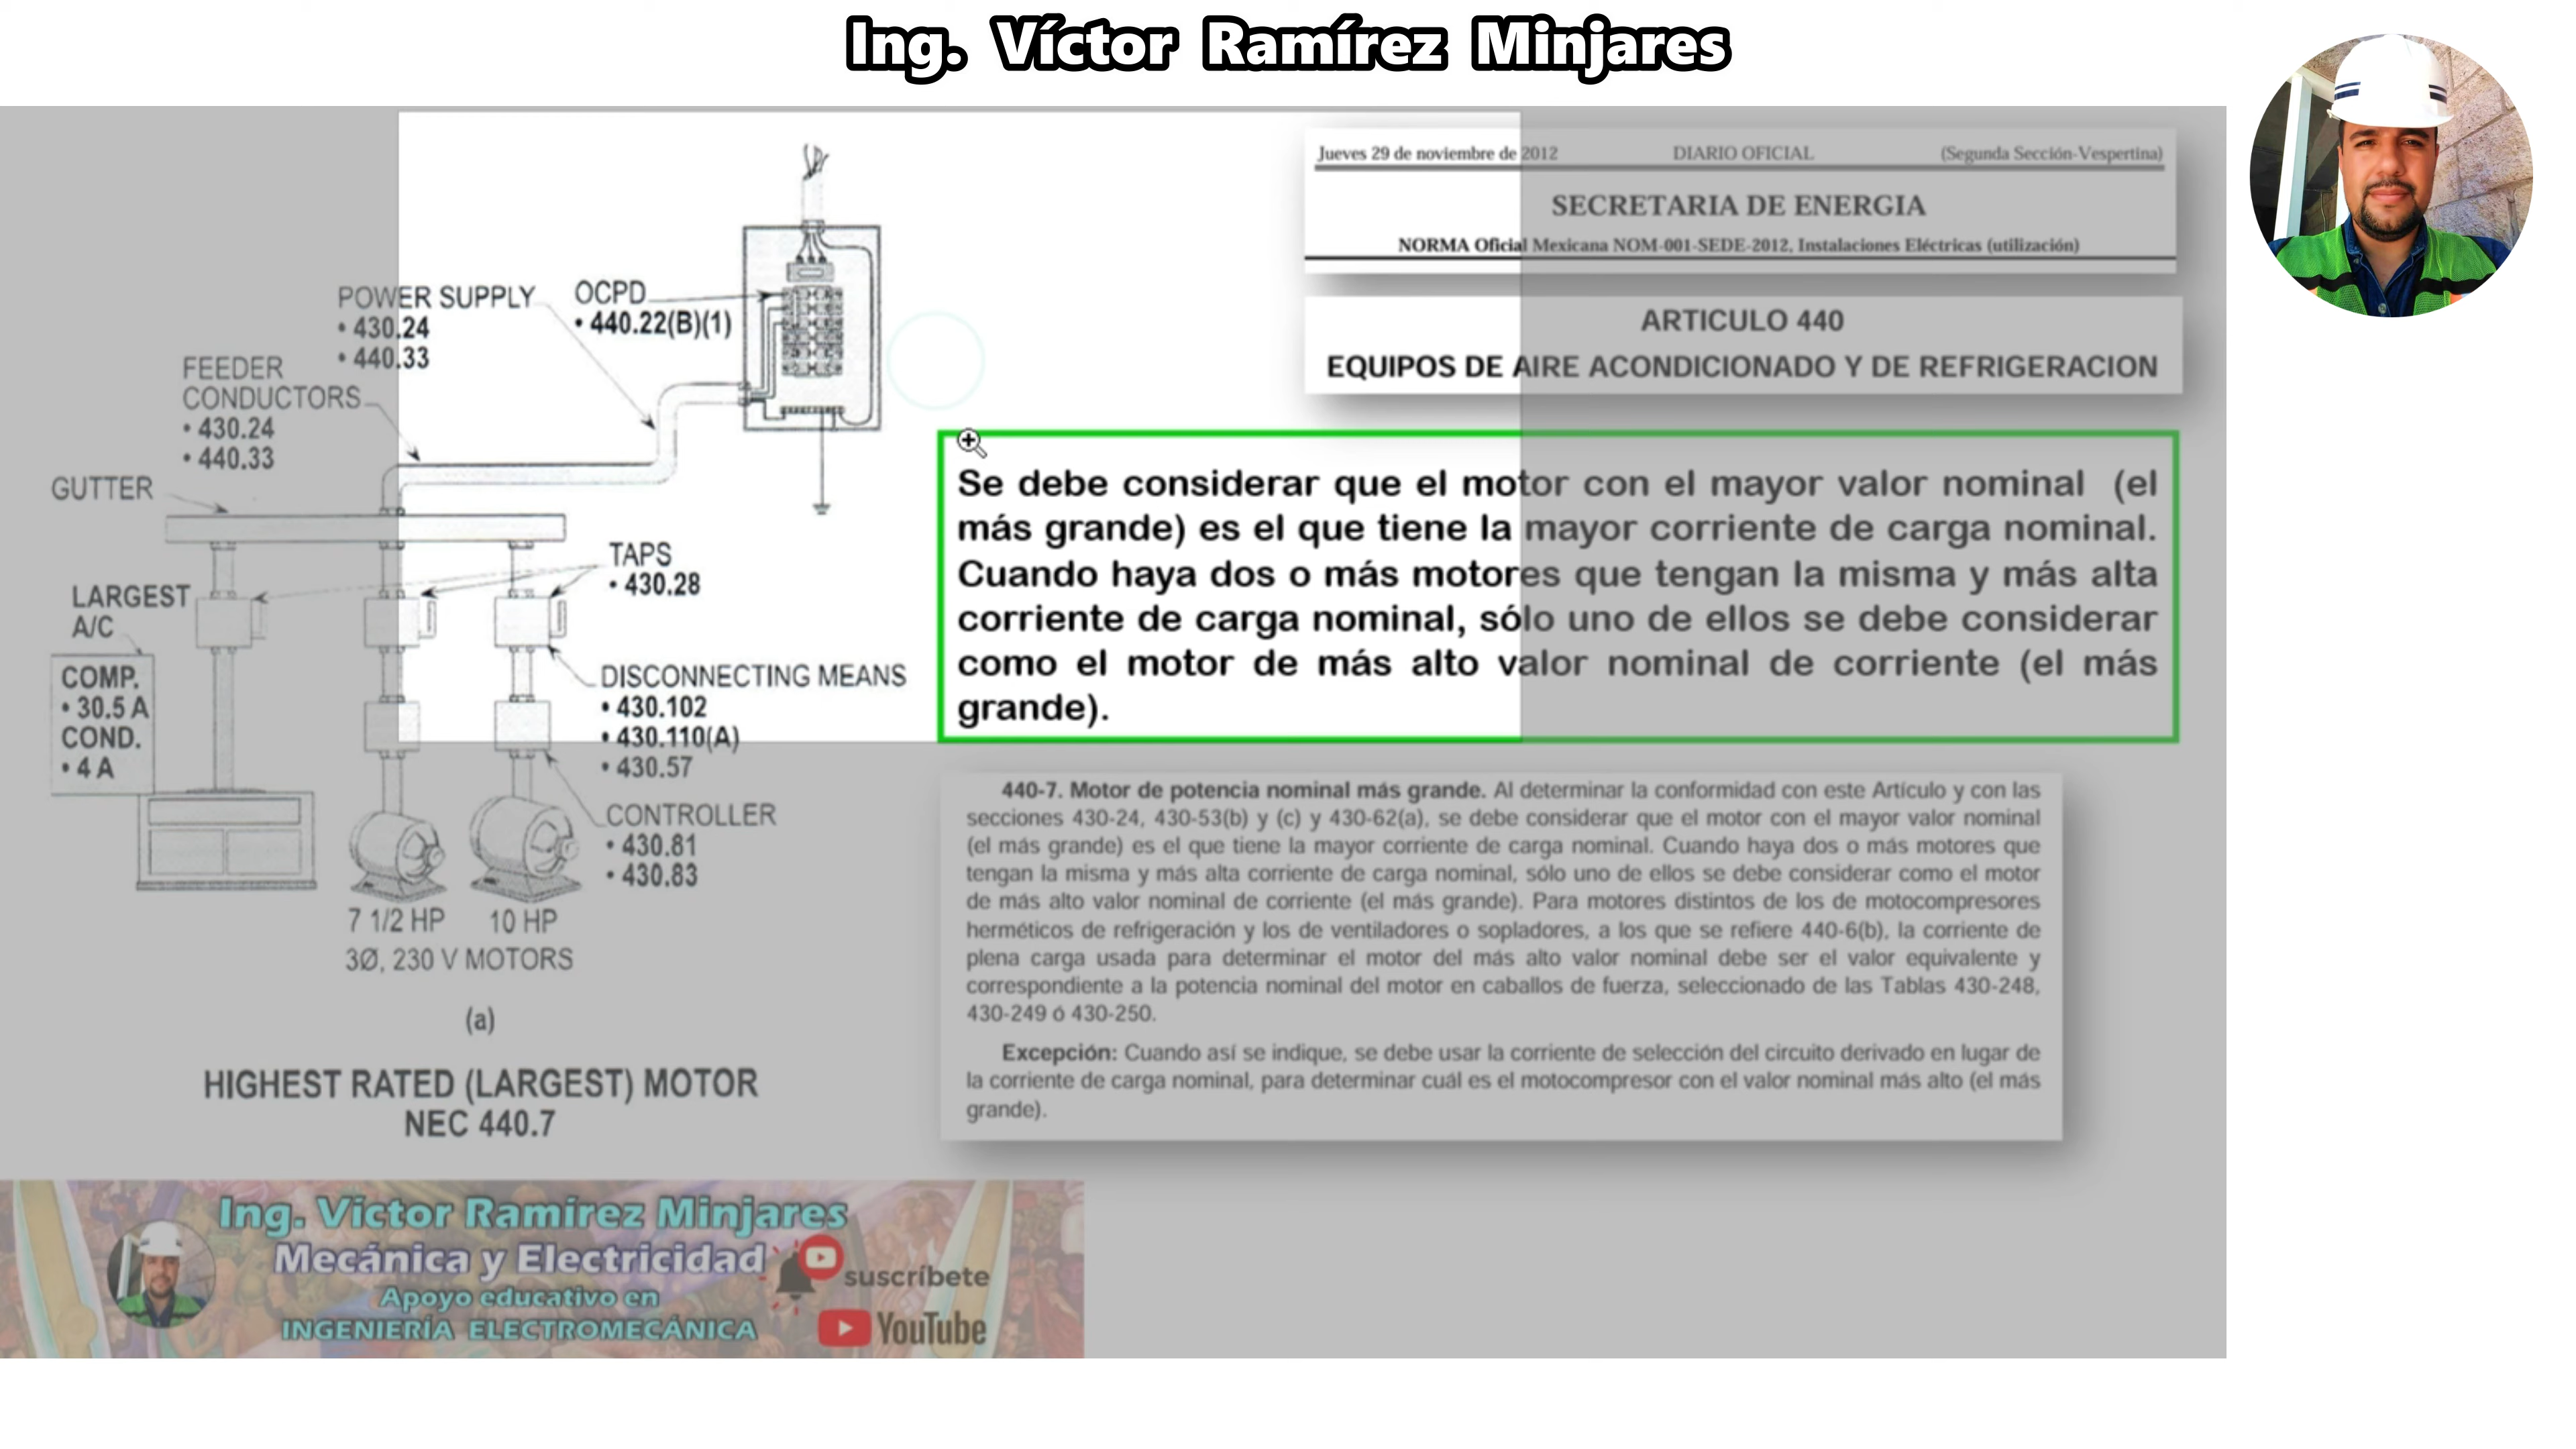 Ing. Víctor Ramírez Minjares
Jueves 29 de noviembre de 2012 DIARIO OFICIAL (Segunda Sección-Vespertina)
SECRETARIA DE ENERGIA
NORMA Oficial Mexicana NOM-001-SEDE-2012, Instalaciones Eléctricas (utilización)
ARTICULO 440
EQUIPOS DE AIRE ACONDICIONADO Y DE REFRIGERACION
POWER SUPPLY
• 430.24
• 440.33
OCPD
• 440.22(B)(1)
FEEDER
CONDUCTORS
• 430.24
• 440.33
GUTTER
TAPS
• 430.28
LARGEST
A/C
COMP.
• 30.5 A
COND.
• 4 A
DISCONNECTING MEANS
• 430.102
• 430.110(A)
• 430.57
CONTROLLER
• 430.81
• 430.83
7 1/2 HP 10 HP
3Ø, 230 V MOTORS
(a)
HIGHEST RATED (LARGEST) MOTOR
NEC 440.7
Se debe considerar que el motor con el mayor valor nominal (el
más grande) es el que tiene la mayor corriente de carga nominal.
Cuando haya dos o más motores que tengan la misma y más alta
corriente de carga nominal, sólo uno de ellos se debe considerar
como el motor de más alto valor nominal de corriente (el más
grande).
440-7. Motor de potencia nominal más grande. Al determinar la conformidad con este Artículo y con las
secciones 430-24, 430-53(b) y (c) y 430-62(a), se debe considerar que el motor con el mayor valor nominal
(el más grande) es el que tiene la mayor corriente de carga nominal. Cuando haya dos o más motores que
tengan la misma y más alta corriente de carga nominal, sólo uno de ellos se debe considerar como el motor
de más alto valor nominal de corriente (el más grande). Para motores distintos de los de motocompresores
herméticos de refrigeración y los de ventiladores o sopladores, a los que se refiere 440-6(b), la corriente de
plena carga usada para determinar el motor del más alto valor nominal debe ser el valor equivalente y
correspondiente a la potencia nominal del motor en caballos de fuerza, seleccionado de las Tablas 430-248,
430-249 ó 430-250.
Excepción: Cuando así se indique, se debe usar la corriente de selección del circuito derivado en lugar de
la corriente de carga nominal, para determinar cuál es el motocompresor con el valor nominal más alto (el más
grande).
Ing. Víctor Ramírez Minjares
Mecánica y Electricidad
Apoyo educativo en
INGENIERÍA ELECTROMECÁNICA
suscríbete
YouTube